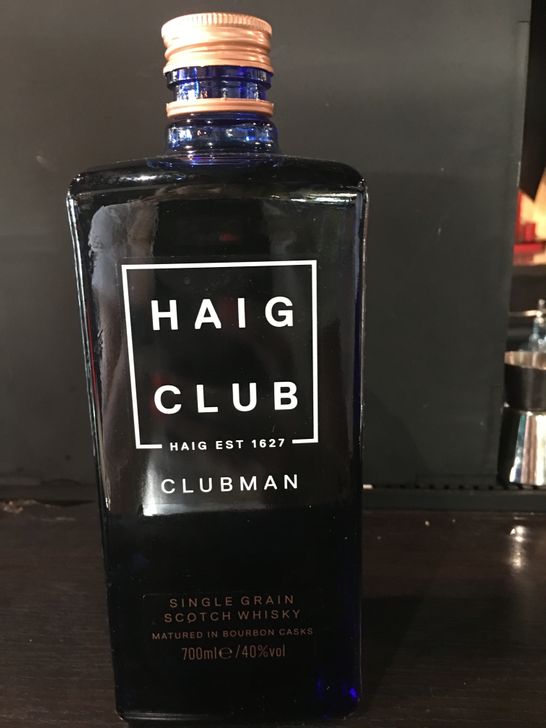 HAIG
CLUB
HAIG EST 1627
CLUBMAN
SINGLE GRAIN
SCOTCH WHISKY
MATURED IN BOURBON CASKS
700ml℮/40%vol